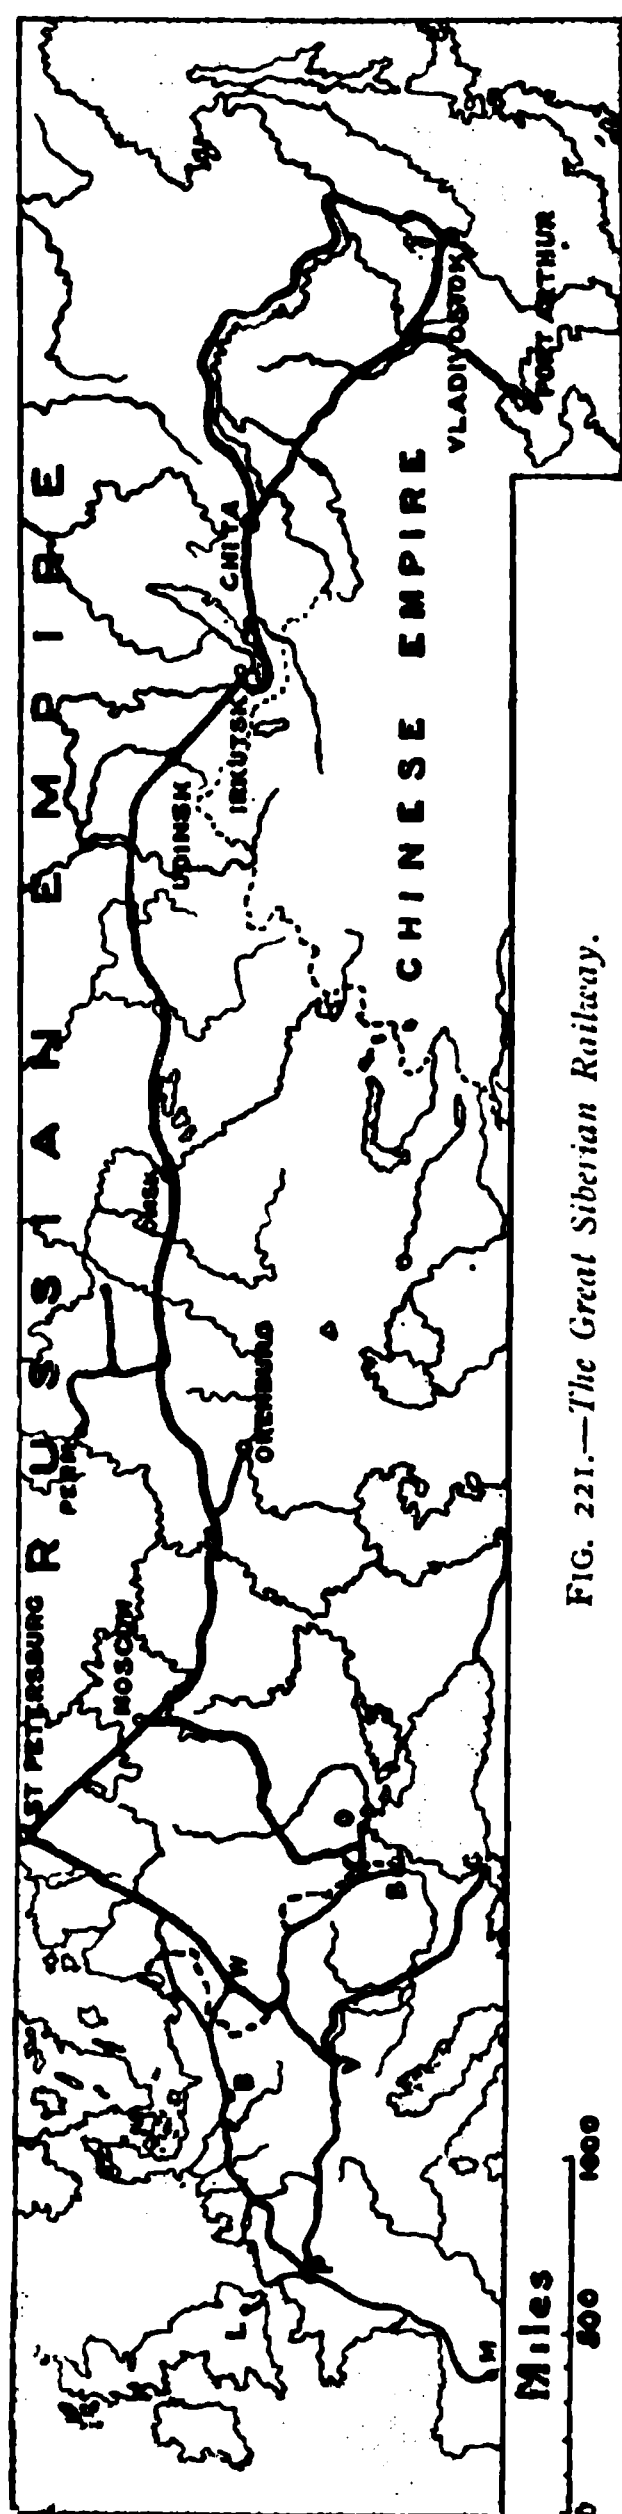 RUSSIAN EMPIRE
CHINESE EMPIRE
ST PETERSBURG
MOSCOW
PERM
ORENBURG
OMSK
UDINSK
IRKUTSK
CHITA
VLADIVOSTOK
PORT ARTHUR
L
P
M
B
W
V
O
B
C
Miles
0 500 1000
FIG. 221.—The Great Siberian Railway.